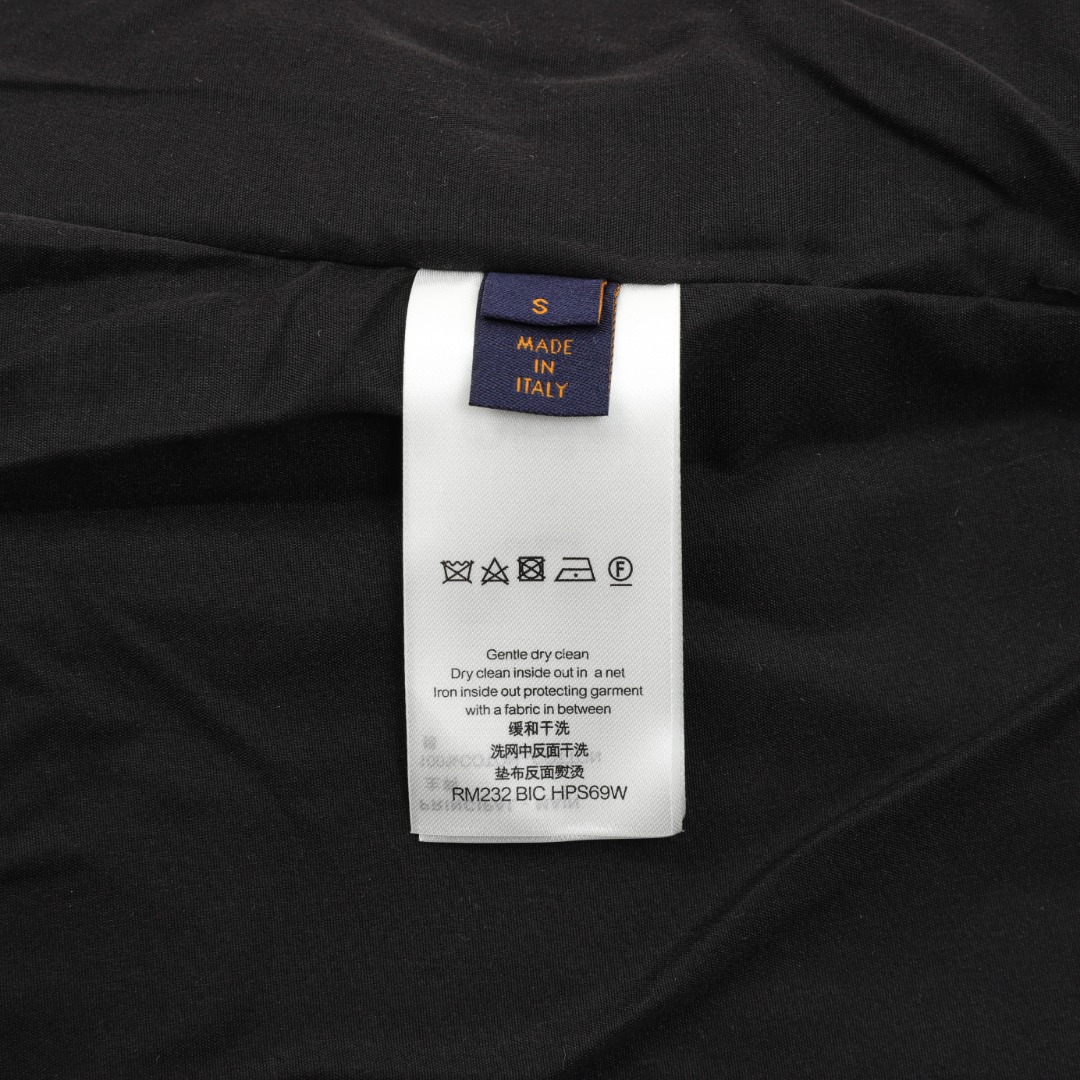 S
MADE
IN
ITALY
F
Gentle dry clean
Dry clean inside out in a net
Iron inside out protecting garment
with a fabric in between
缓和干洗
洗网中反面干洗
垫布反面熨烫
RM232 BIC HPS69W